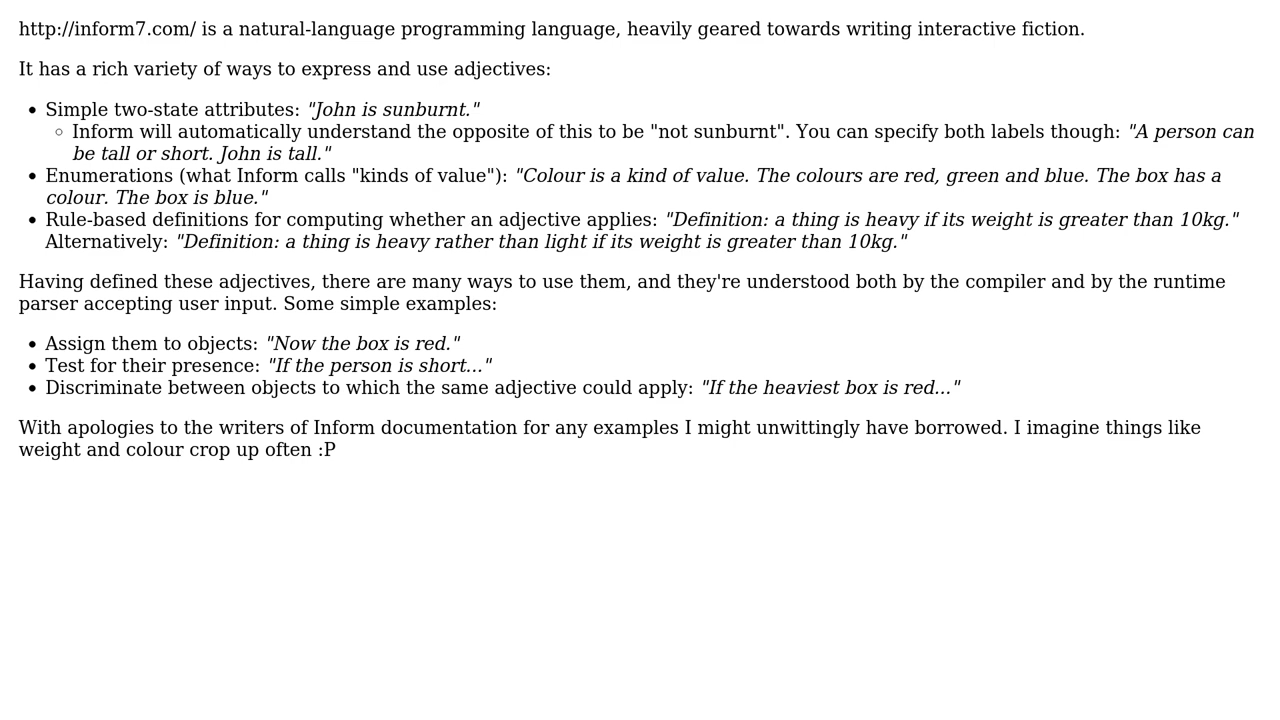 http://inform7.com/ is a natural-language programming language, heavily geared towards writing interactive fiction.
It has a rich variety of ways to express and use adjectives:
• Simple two-state attributes: "John is sunburnt."
◦ Inform will automatically understand the opposite of this to be "not sunburnt". You can specify both labels though: "A person can
be tall or short. John is tall."
• Enumerations (what Inform calls "kinds of value"): "Colour is a kind of value. The colours are red, green and blue. The box has a
colour. The box is blue."
• Rule-based definitions for computing whether an adjective applies: "Definition: a thing is heavy if its weight is greater than 10kg."
Alternatively: "Definition: a thing is heavy rather than light if its weight is greater than 10kg."
Having defined these adjectives, there are many ways to use them, and they're understood both by the compiler and by the runtime
parser accepting user input. Some simple examples:
• Assign them to objects: "Now the box is red."
• Test for their presence: "If the person is short..."
• Discriminate between objects to which the same adjective could apply: "If the heaviest box is red..."
With apologies to the writers of Inform documentation for any examples I might unwittingly have borrowed. I imagine things like
weight and colour crop up often :P